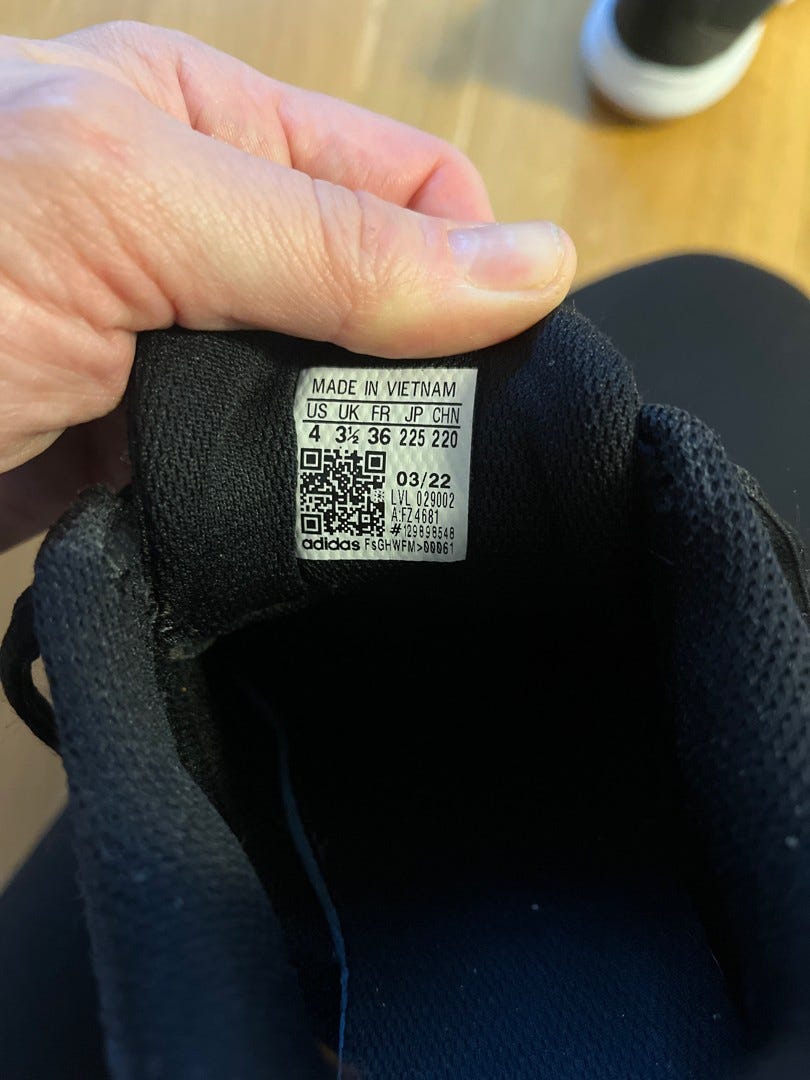 MADE IN VIETNAM
US UK FR JP CHN
4 3½ 36 225 220
03/22
LVL 029002
A:FZ4681
#129898548
adidas FsGHWFM>00061